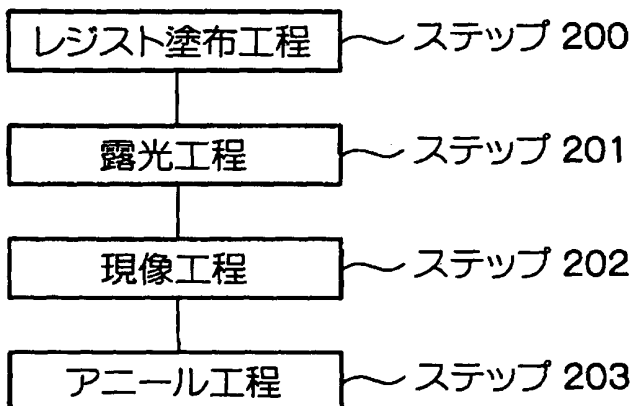 レジスト塗布工程 ステップ 200
露光工程 ステップ 201
現像工程 ステップ 202
アニール工程 ステップ 203